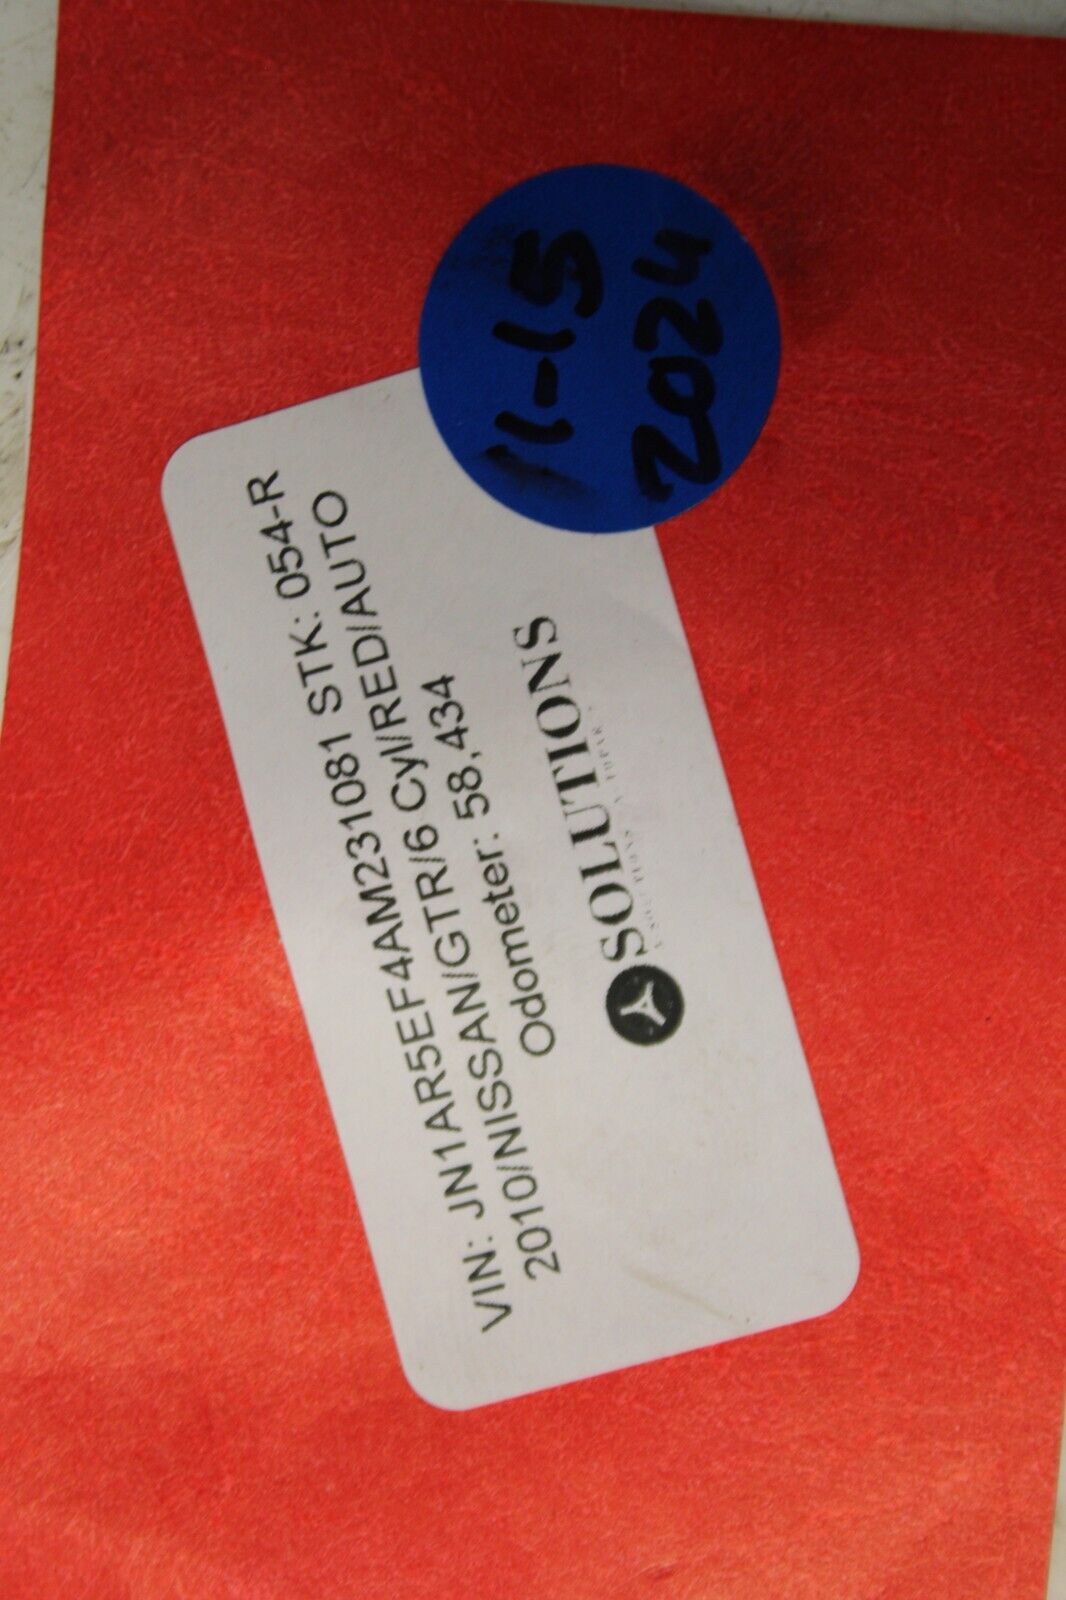 11-15
2024
VIN: JN1AR5EF4AM231081 STK: 054-R
2010/NISSAN/GTR/6 Cyl/RED/AUTO
Odometer: 58,434
SOLUTIONS